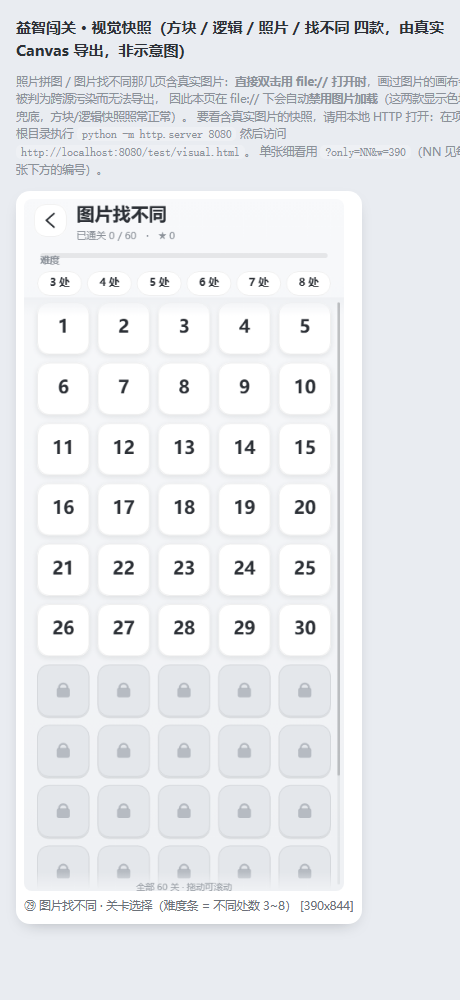 益智闯关 · 视觉快照（方块 / 逻辑 / 照片 / 找不同 四款，由真实
Canvas 导出，非示意图）
照片拼图 / 图片找不同那几页含真实图片：直接双击用 file:// 打开时，画过图片的画布
被判为跨源污染而无法导出， 因此本页在 file:// 下会自动禁用图片加载（这两款显示色
兜底，方块/逻辑快照照常正常）。 要看含真实图片的快照，请用本地 HTTP 打开：在项
根目录执行 python -m http.server 8080 然后访问
http://localhost:8080/test/visual.html 。 单张细看用 ?only=NN&w=390 （NN 见每
张下方的编号）。
图片找不同
已通关 0 / 60 · ★ 0
难度
3 处 4 处 5 处 6 处 7 处 8 处
1 2 3 4 5
6 7 8 9 10
11 12 13 14 15
16 17 18 19 20
21 22 23 24 25
26 27 28 29 30
全部 60 关 · 拖动可滚动
㉙ 图片找不同 · 关卡选择（难度条 = 不同处数 3~8） [390x844]